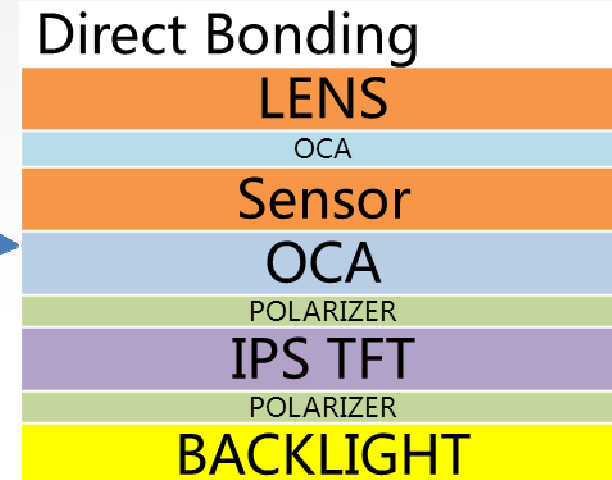 Direct Bonding
LENS
OCA
Sensor
OCA
POLARIZER
IPS TFT
POLARIZER
BACKLIGHT